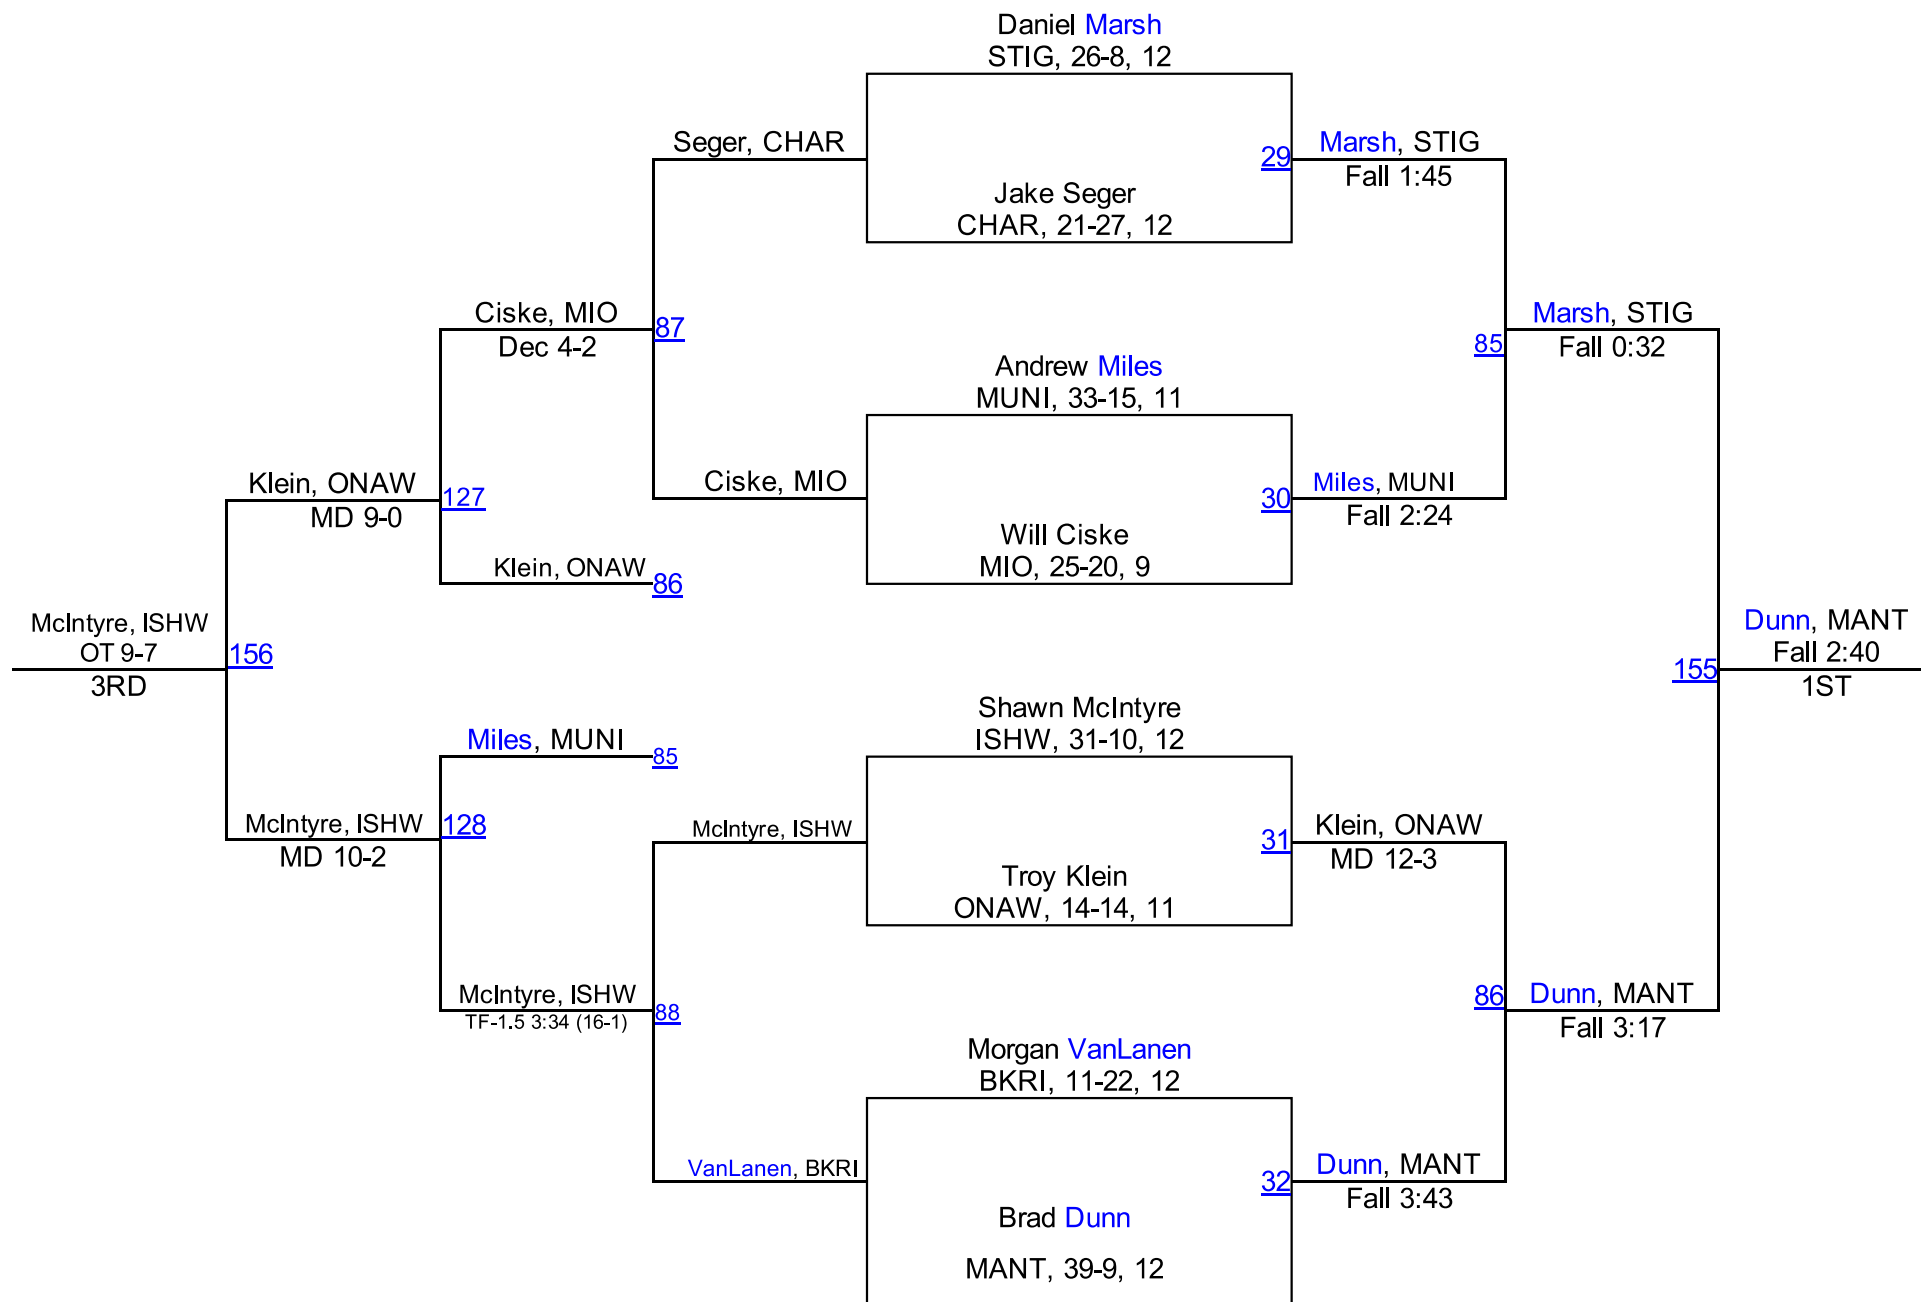 Daniel Marsh
STIG, 26-8, 12
Seger, CHAR
29
Marsh, STIG
Fall 1:45
Jake Seger
CHAR, 21-27, 12
Ciske, MIO
Dec 4-2
87
Marsh, STIG
Fall 0:32
85
Andrew Miles
MUNI, 33-15, 11
Klein, ONAW
MD 9-0
127
Ciske, MIO
30
Miles, MUNI
Fall 2:24
Will Ciske
MIO, 25-20, 9
Klein, ONAW
86
McIntyre, ISHW
OT 9-7
3RD
156
Dunn, MANT
Fall 2:40
1ST
155
Shawn McIntyre
ISHW, 31-10, 12
Miles, MUNI
85
McIntyre, ISHW
MD 10-2
128
McIntyre, ISHW
31
Klein, ONAW
MD 12-3
Troy Klein
ONAW, 14-14, 11
McIntyre, ISHW
TF-1.5 3:34 (16-1)
88
86
Dunn, MANT
Fall 3:17
Morgan VanLanen
BKRI, 11-22, 12
VanLanen, BKRI
32
Dunn, MANT
Fall 3:43
Brad Dunn
MANT, 39-9, 12